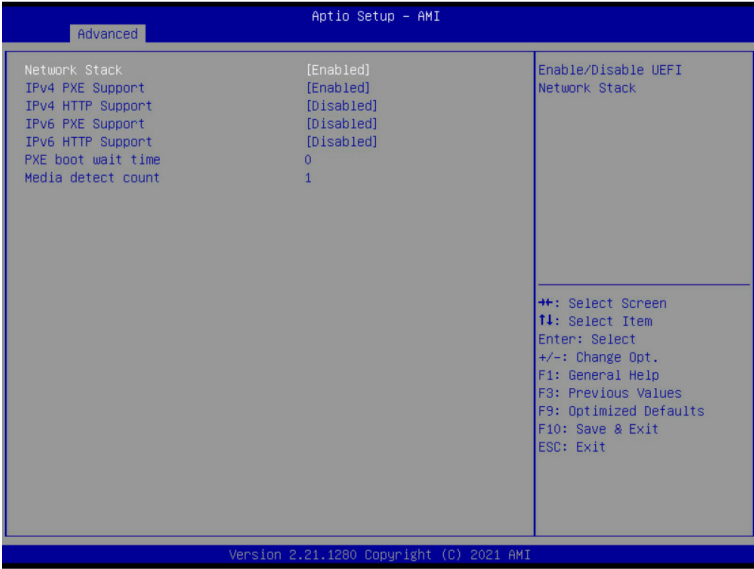 Aptio Setup – AMI
Advanced
Network Stack [Enabled]
IPv4 PXE Support [Enabled]
IPv4 HTTP Support [Disabled]
IPv6 PXE Support [Disabled]
IPv6 HTTP Support [Disabled]
PXE boot wait time 0
Media detect count 1
Enable/Disable UEFI
Network Stack
→←: Select Screen
↑↓: Select Item
Enter: Select
+/-: Change Opt.
F1: General Help
F3: Previous Values
F9: Optimized Defaults
F10: Save & Exit
ESC: Exit
Version 2.21.1280 Copyright (C) 2021 AMI